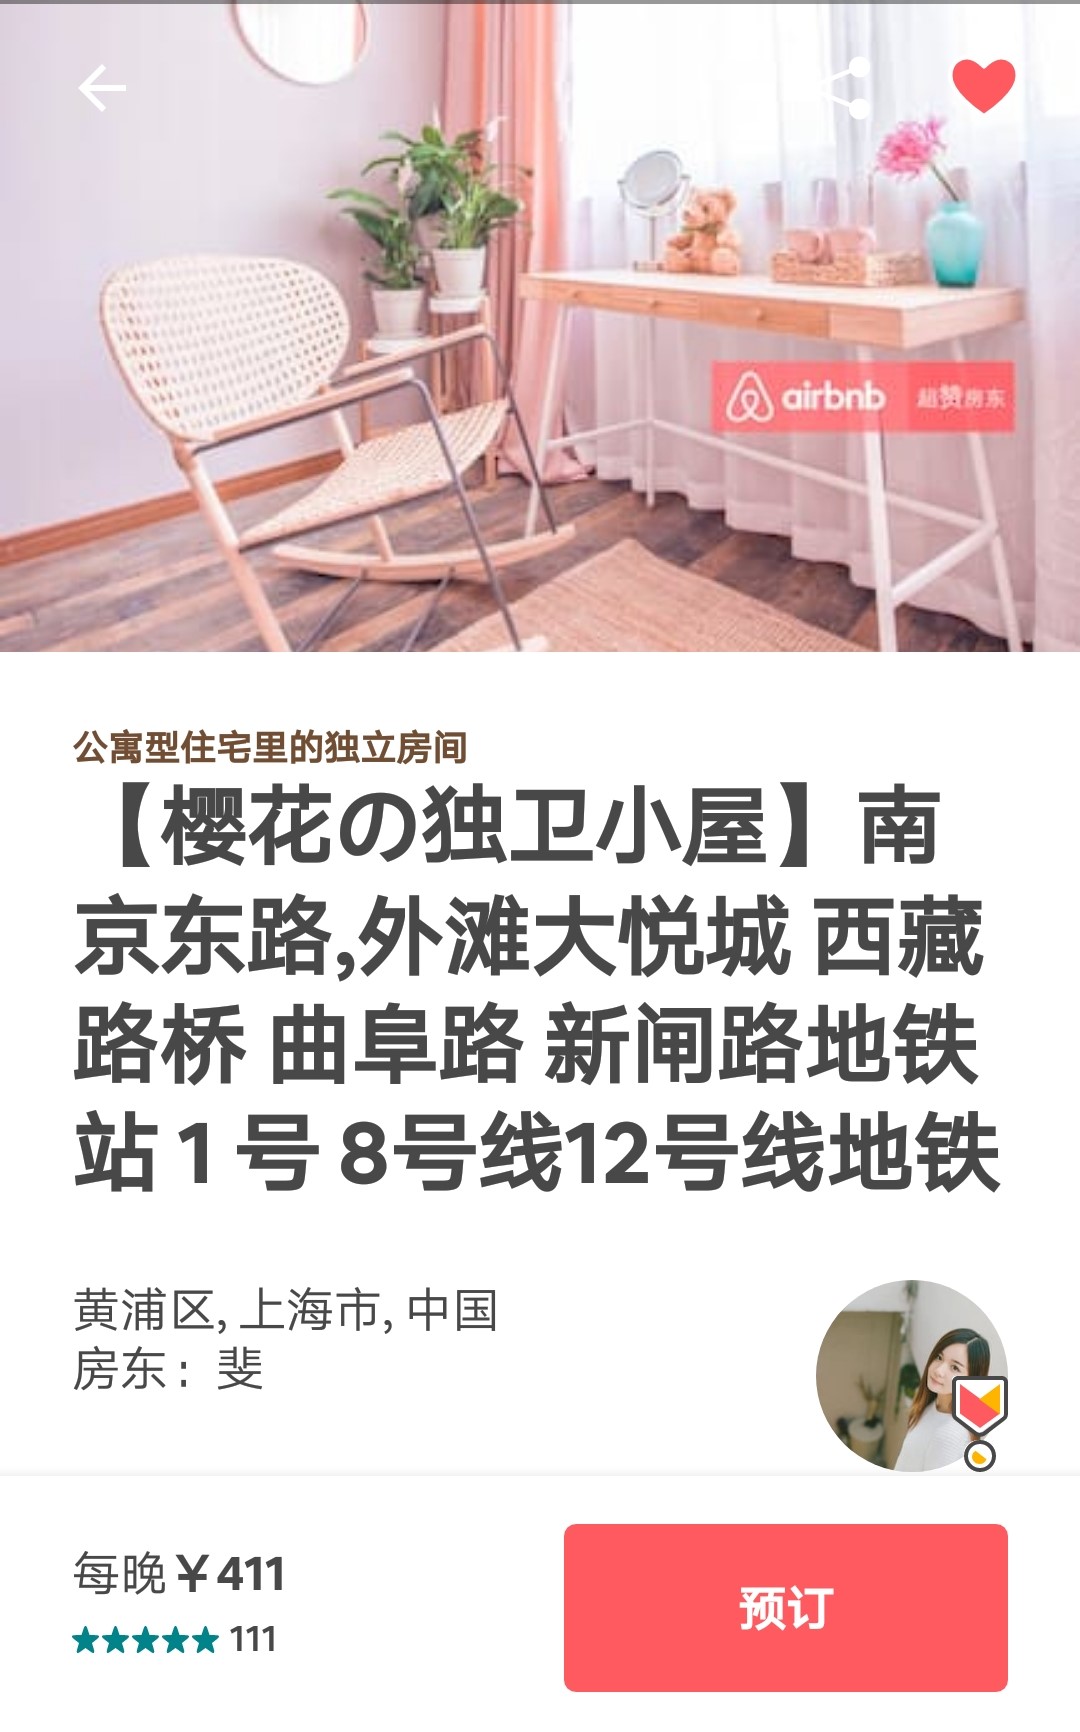 airbnb 超赞房东
公寓型住宅里的独立房间
【樱花の独卫小屋】南
京东路,外滩大悦城 西藏
路桥 曲阜路 新闸路地铁
站 1 号 8号线12号线地铁
黄浦区, 上海市, 中国
房东：斐
每晚￥411
111
预订